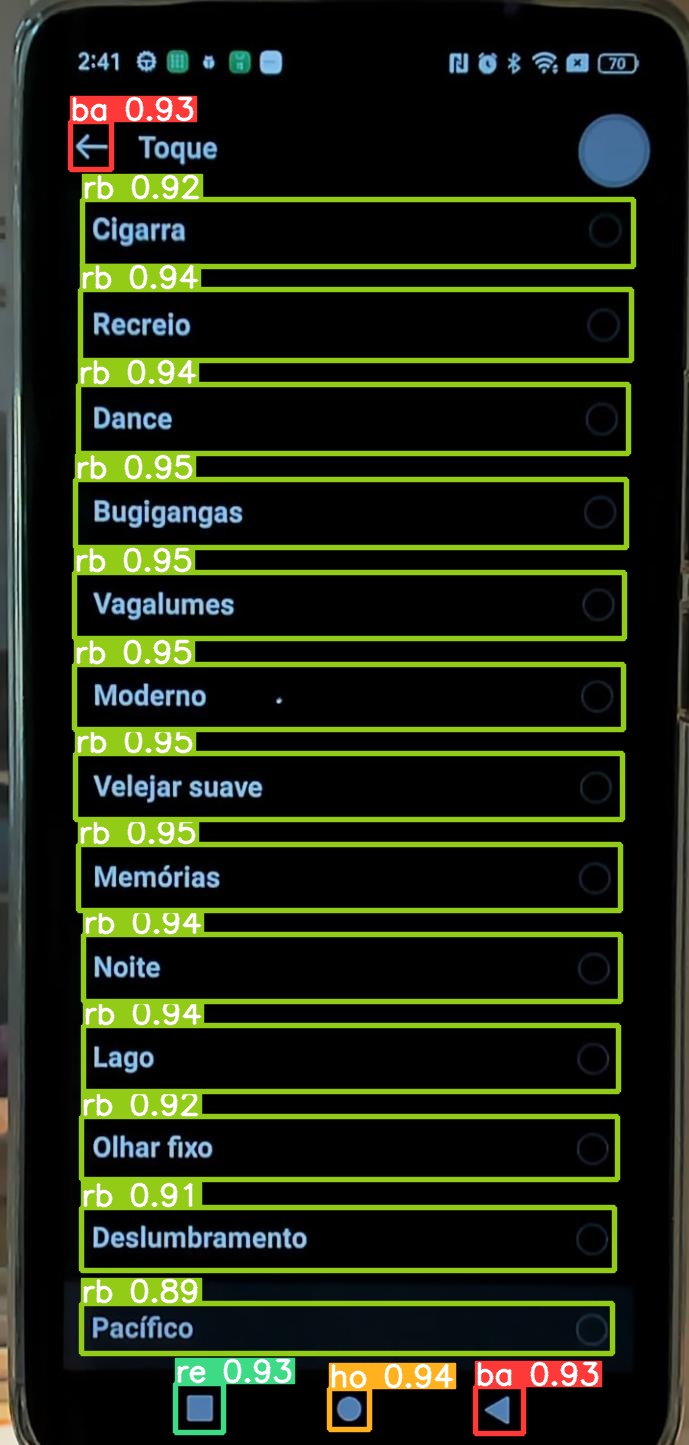 2:41 70
ba 0.93
Toque
rb 0.92
Cigarra
rb 0.94
Recreio
rb 0.94
Dance
rb 0.95
Bugigangas
rb 0.95
Vagalumes
rb 0.95
Moderno
rb 0.95
Velejar suave
rb 0.95
Memórias
rb 0.94
Noite
rb 0.94
Lago
rb 0.92
Olhar fixo
rb 0.91
Deslumbramento
rb 0.89
Pacífico
re 0.93 ho 0.94 ba 0.93